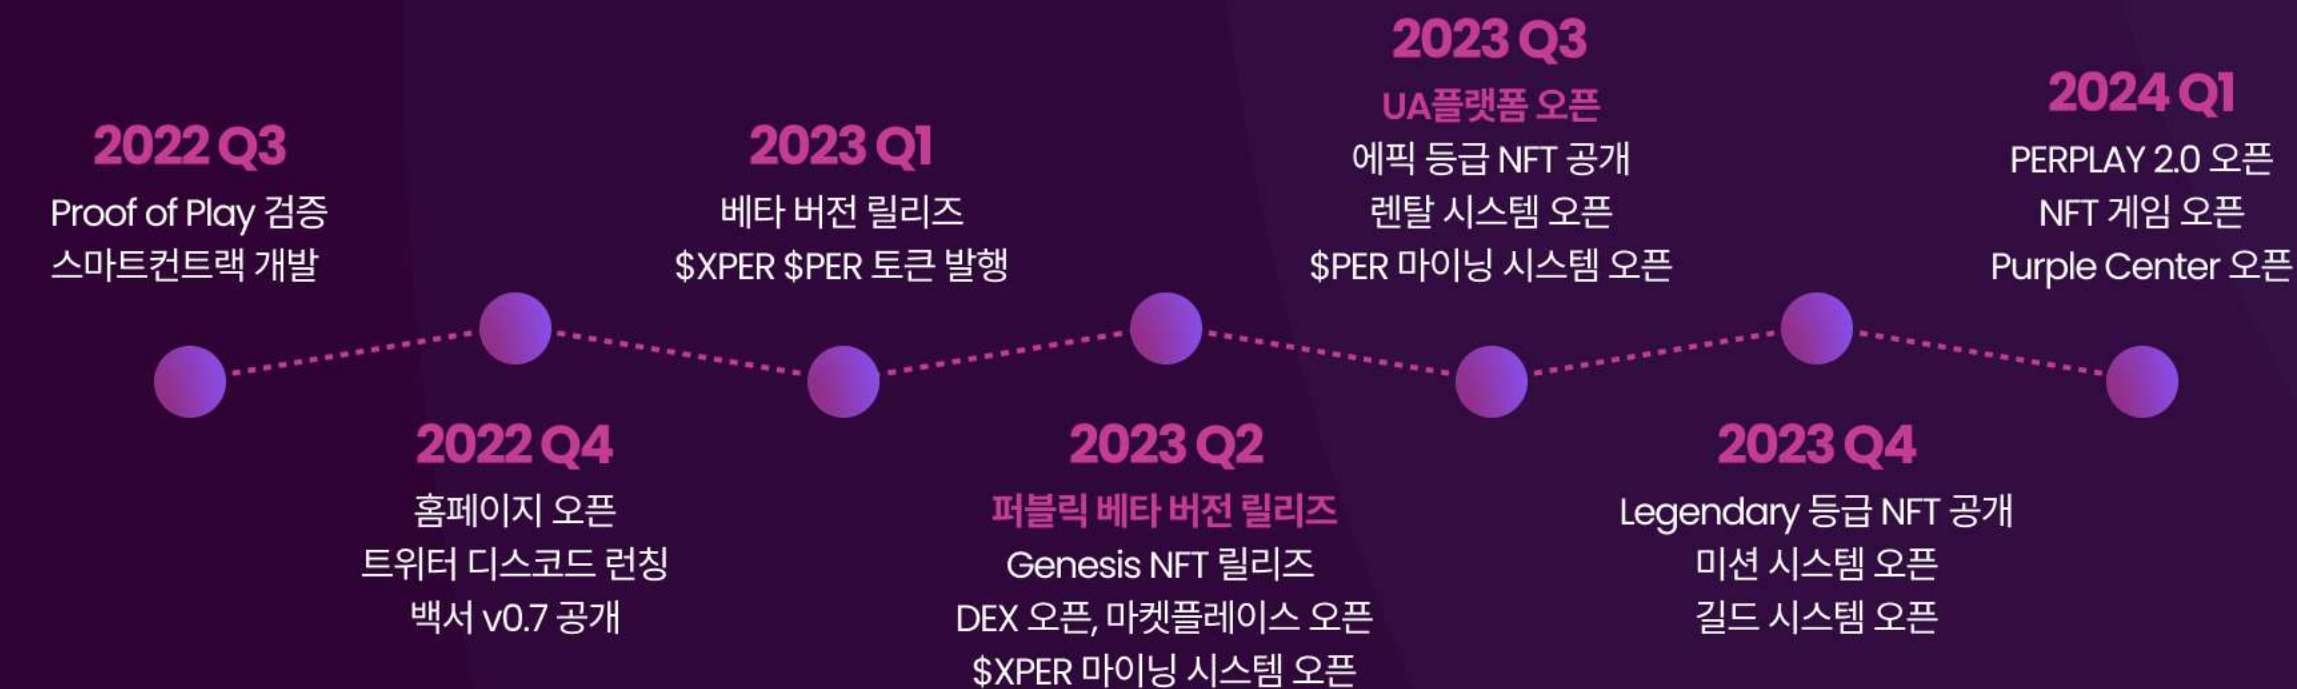 2022 Q3
Proof of Play 검증
스마트컨트랙 개발
2022 Q4
홈페이지 오픈
트위터 디스코드 런칭
백서 v0.7 공개
2023 Q1
베타 버전 릴리즈
$XPER $PER 토큰 발행
2023 Q2
퍼블릭 베타 버전 릴리즈
Genesis NFT 릴리즈
DEX 오픈, 마켓플레이스 오픈
$XPER 마이닝 시스템 오픈
2023 Q3
UA플랫폼 오픈
에픽 등급 NFT 공개
렌탈 시스템 오픈
$PER 마이닝 시스템 오픈
2023 Q4
Legendary 등급 NFT 공개
미션 시스템 오픈
길드 시스템 오픈
2024 Q1
PERPLAY 2.0 오픈
NFT 게임 오픈
Purple Center 오픈